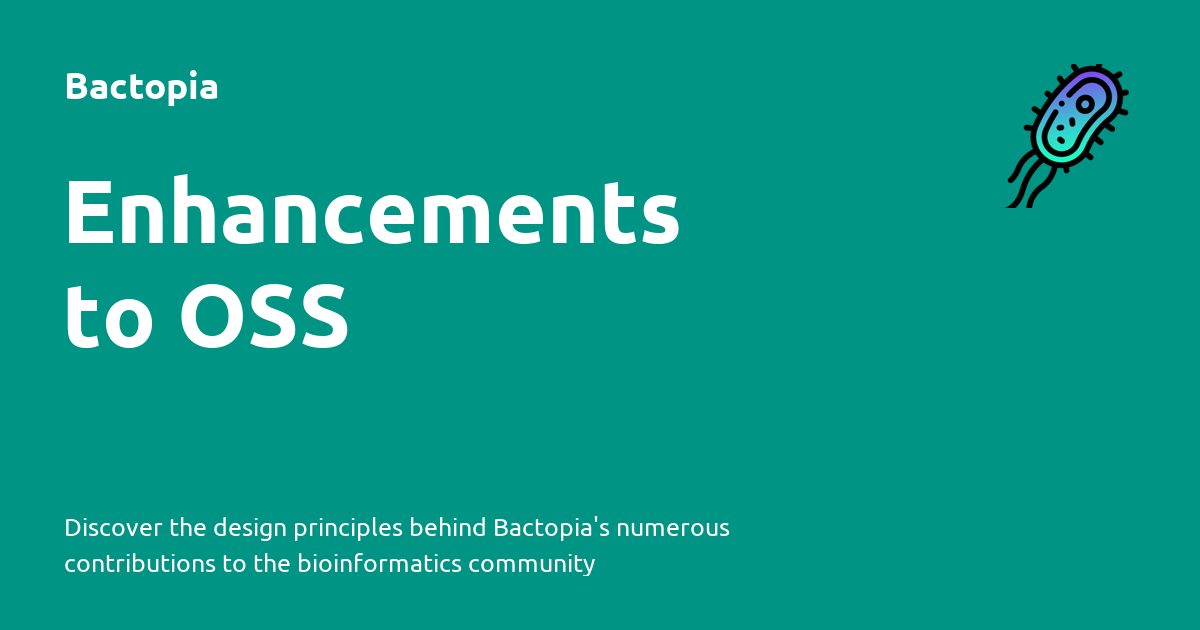 Bactopia
Enhancements
to OSS
Discover the design principles behind Bactopia's numerous
contributions to the bioinformatics community